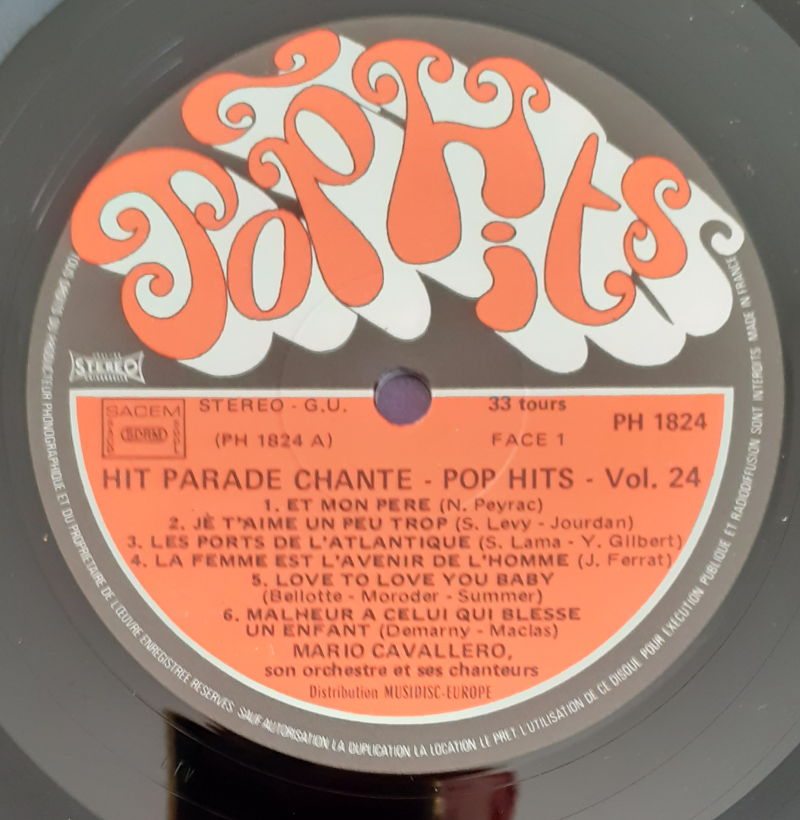 Pop Hits
STEREO
SACEM
SACD SDRM SGDL
STEREO - G.U.
33 tours
PH 1824
(PH 1824 A)
FACE 1
HIT PARADE CHANTE - POP HITS - Vol. 24
1. ET MON PERE (N. Peyrac)
2. JE T'AIME UN PEU TROP (S. Levy - Jourdan)
3. LES PORTS DE L'ATLANTIQUE (S. Lama - Y. Gilbert)
4. LA FEMME EST L'AVENIR DE L'HOMME (J. Ferrat)
5. LOVE TO LOVE YOU BABY
(Bellotte - Moroder - Summer)
6. MALHEUR A CELUI QUI BLESSE
UN ENFANT (Demarny - Macias)
MARIO CAVALLERO,
son orchestre et ses chanteurs
Distribution MUSIDISC-EUROPE
TOUS DROITS DU PRODUCTEUR PHONOGRAPHIQUE ET DU PROPRIETAIRE DE L'ŒUVRE ENREGISTREE RESERVES. SAUF AUTORISATION LA DUPLICATION LA LOCATION LE PRET L'UTILISATION DE CE DISQUE POUR EXECUTION PUBLIQUE ET RADIODIFFUSION SONT INTERDITS. MADE IN FRANCE